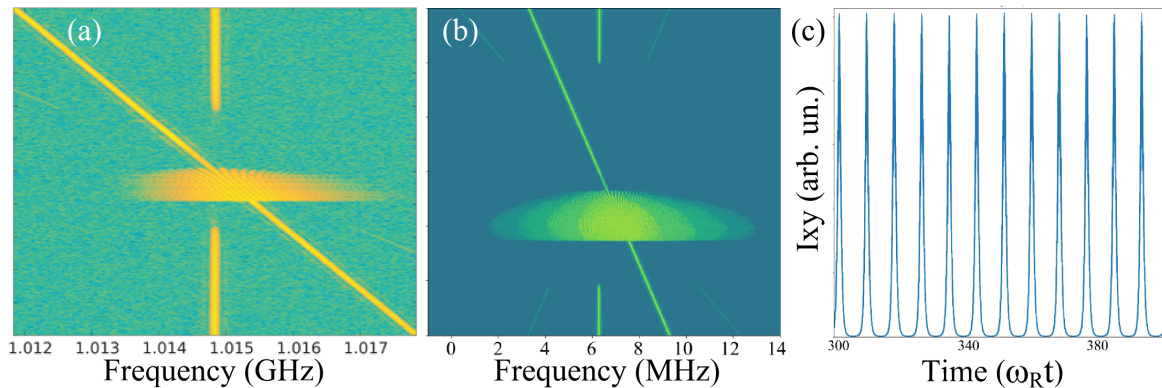 (a)
1.012 1.013 1.014 1.015 1.016 1.017
Frequency (GHz)
(b)
0 2 4 6 8 10 12 14
Frequency (MHz)
(c)
Ixy (arb. un.)
300 340 380
Time (ω_Rt)